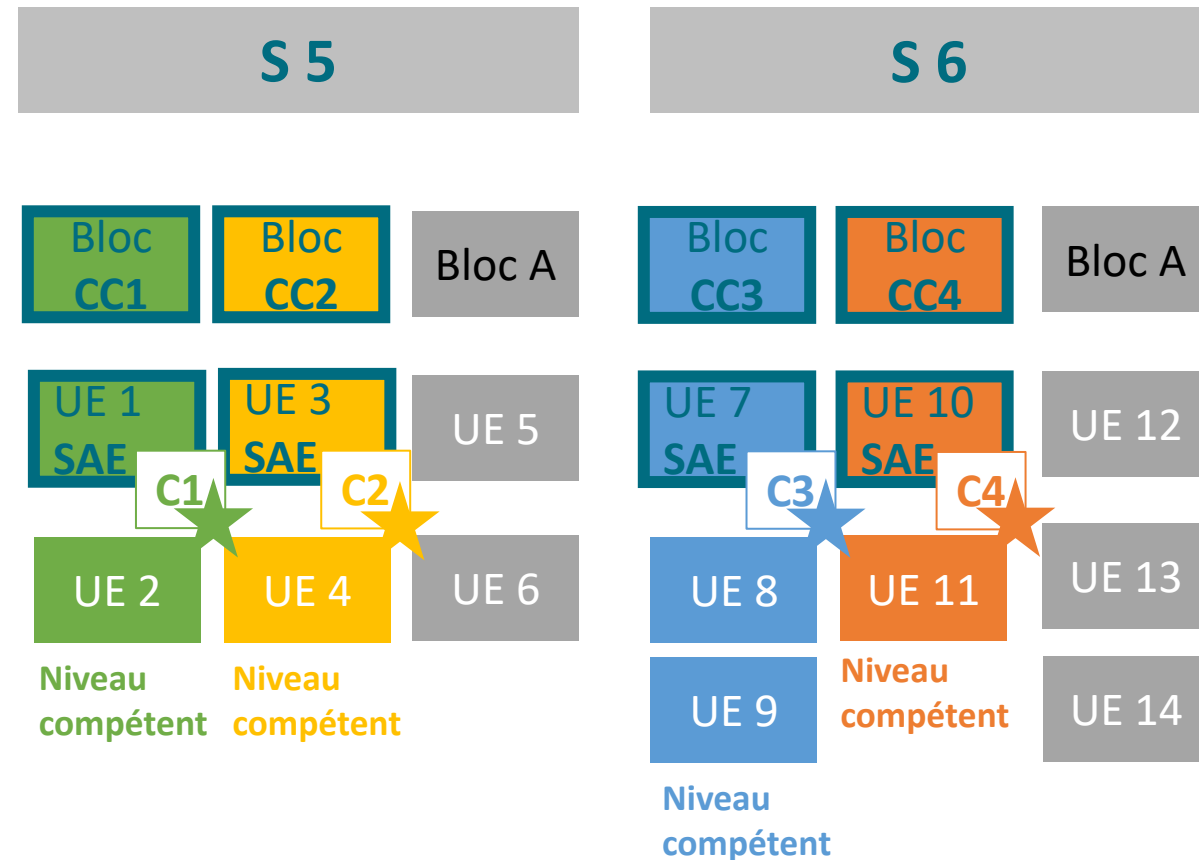 S 5
S 6
Bloc
CC1
Bloc
CC2
Bloc A
Bloc
CC3
Bloc
CC4
Bloc A
UE 1
SAE
C1
UE 3
SAE
C2
UE 5
UE 7
SAE
C3
UE 10
SAE
C4
UE 12
UE 2
UE 4
UE 6
UE 8
UE 11
UE 13
Niveau
compétent
Niveau
compétent
UE 9
Niveau
compétent
UE 14
Niveau
compétent